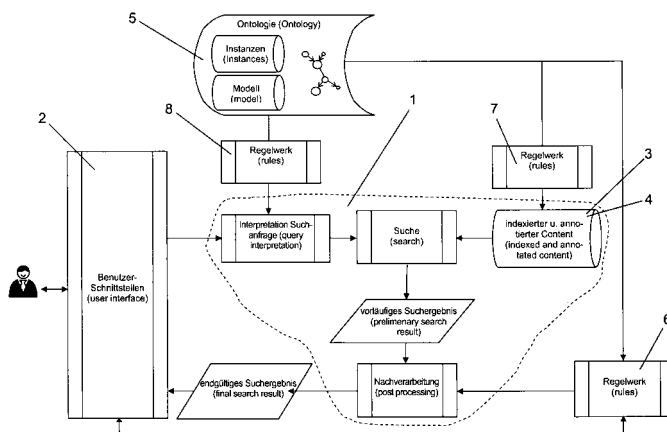 Ontologie (Ontology)
5
Instanzen
(Instances)
Modell
(model)
8
Regelwerk
(rules)
1
7
Regelwerk
(rules)
2
3
4
Interpretation Such-
anfrage (query
interpretation)
Suche
(search)
indexierter u. anno-
tierter Content
(indexed and anno-
tated content)
Benutzer-
Schnittsteilen
(user interface)
vorläufiges Suchergebnis
(prelimenary search
result)
6
endgültiges Suchergebnis
(final search result)
Nachverarbeitung
(post processing)
Regelwerk
(rules)